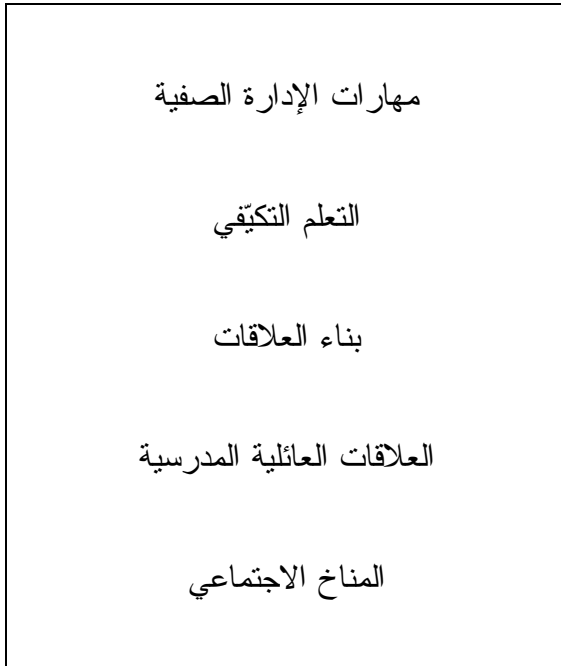 مهارات الإدارة الصفية
التعلم التكيّفي
بناء العلاقات
العلاقات العائلية المدرسية
المناخ الاجتماعي